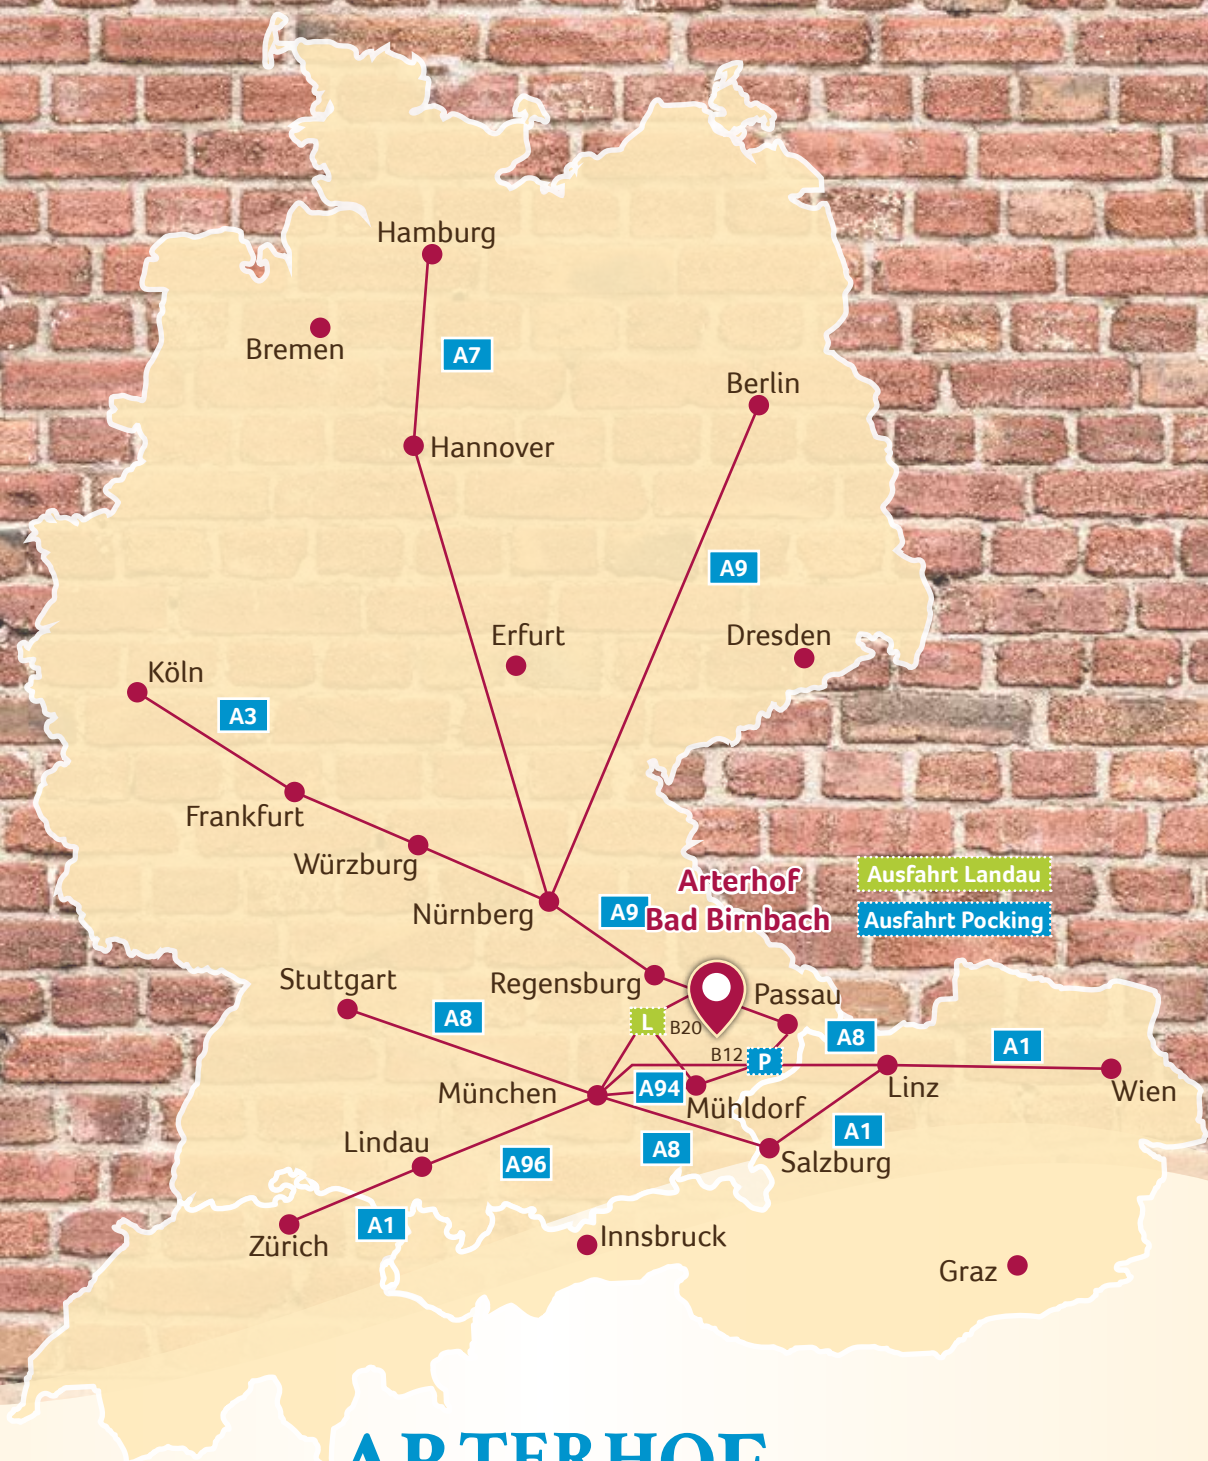 Hamburg
Bremen
A7
Berlin
Hannover
A9
Erfurt
Dresden
Köln
A3
Frankfurt
Würzburg
Arterhof
Bad Birnbach
Ausfahrt Landau
Ausfahrt Pocking
Nürnberg
A9
Stuttgart
Regensburg
Passau
A8
L
B20
A8
A1
B12
P
München
A94
Mühldorf
Linz
Wien
Lindau
A96
A8
A1
Salzburg
Zürich
A1
Innsbruck
Graz
ARTERHOF